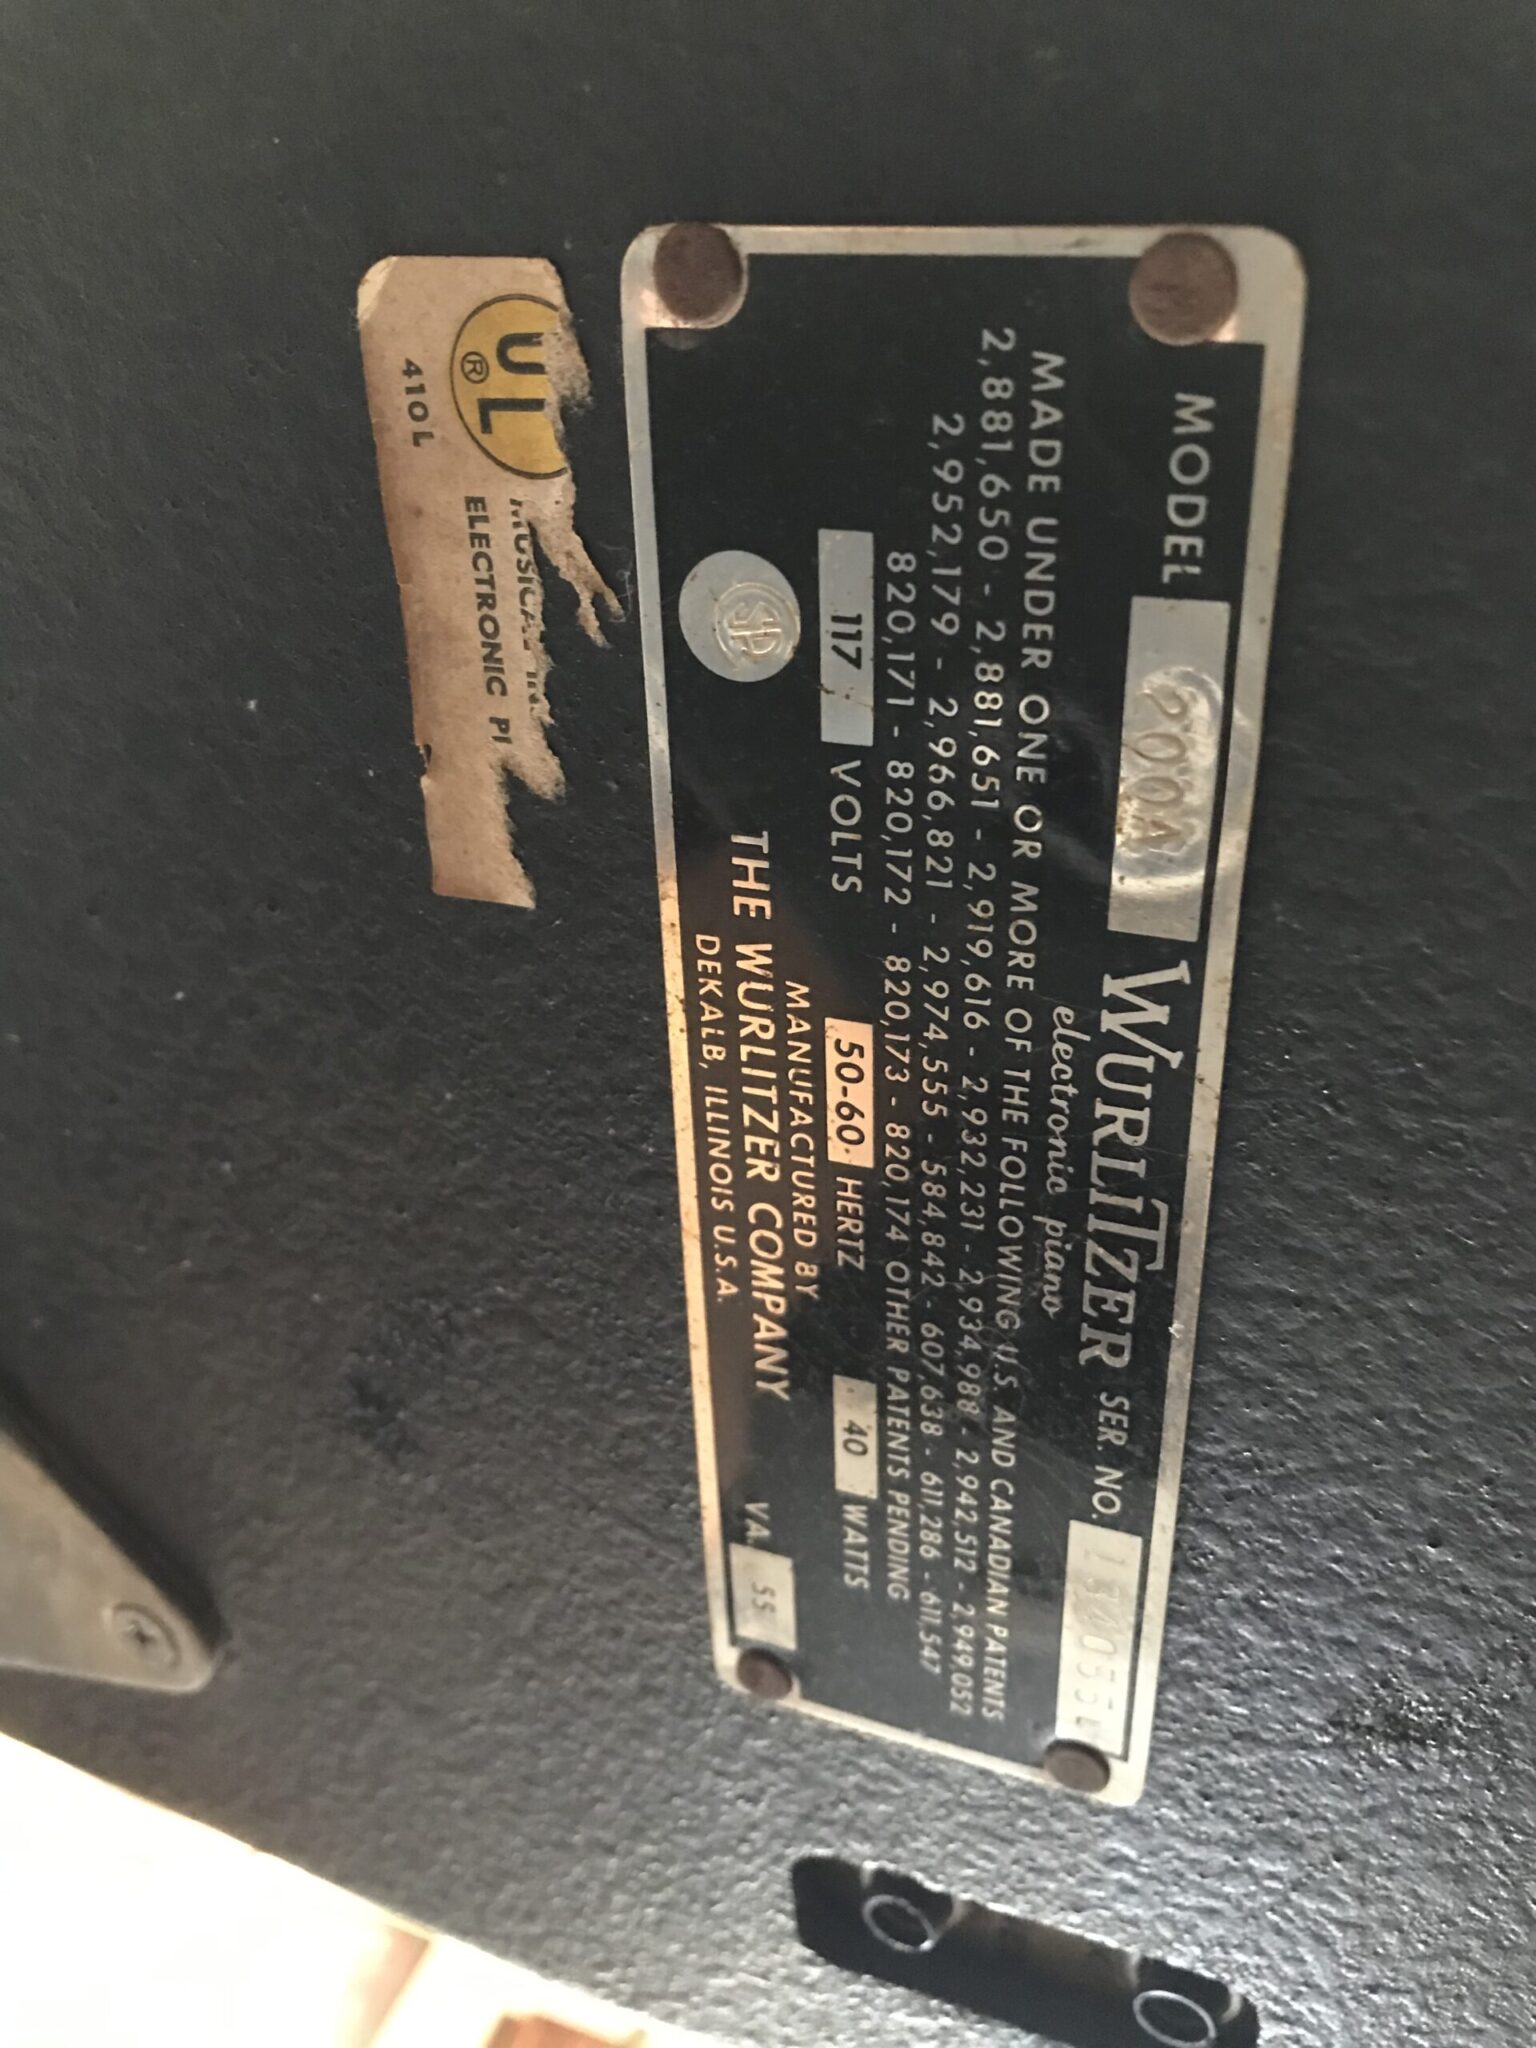 MODEL 200A WURLITZER SER. NO.
electronic piano
MADE UNDER ONE OR MORE OF THE FOLLOWING U.S. AND CANADIAN PATENTS
2,881,650 - 2,881,651 - 2,919,616 - 2,932,231 - 2,934,988 - 2,942,512 - 2,949,052
2,952,179 - 2,966,821 - 2,974,555 - 584,842 - 607,638 - 611,286 - 611,547
820,171 - 820,172 - 820,173 - 820,174 OTHER PATENTS PENDING
117 VOLTS 50-60 HERTZ 40 WATTS
MANUFACTURED BY
THE WURLITZER COMPANY VA. 55
DEKALB, ILLINOIS U.S.A.
UL®
MUSICAL IN
ELECTRONIC PI
410L